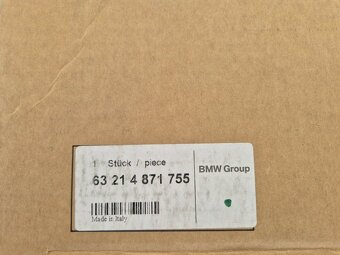 1 Stück / piece
63 21 4 871 755
BMW Group
Made in Italy